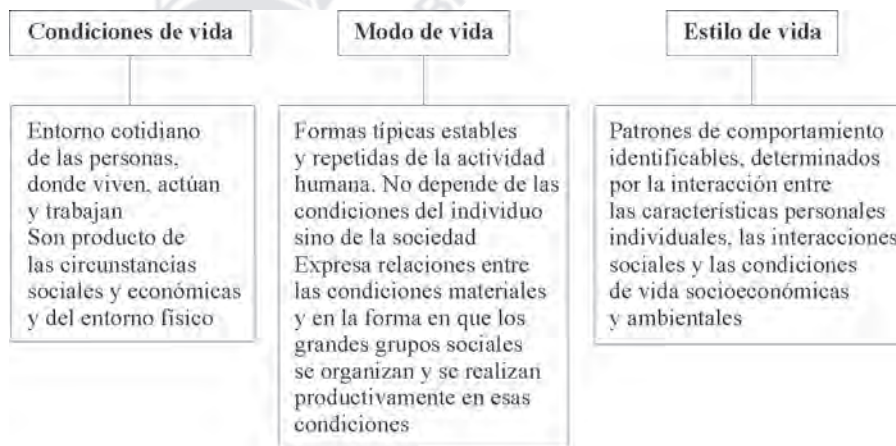 Condiciones de vida
Entorno cotidiano
de las personas,
donde viven, actúan
y trabajan
Son producto de
las circunstancias
sociales y económicas
y del entorno físico
Modo de vida
Formas típicas estables
y repetidas de la actividad
humana. No depende de las
condiciones del individuo
sino de la sociedad
Expresa relaciones entre
las condiciones materiales
y en la forma en que los
grandes grupos sociales
se organizan y se realizan
productivamente en esas
condiciones
Estilo de vida
Patrones de comportamiento
identificables, determinados
por la interacción entre
las características personales
individuales, las interacciones
sociales y las condiciones
de vida socioeconómicas
y ambientales